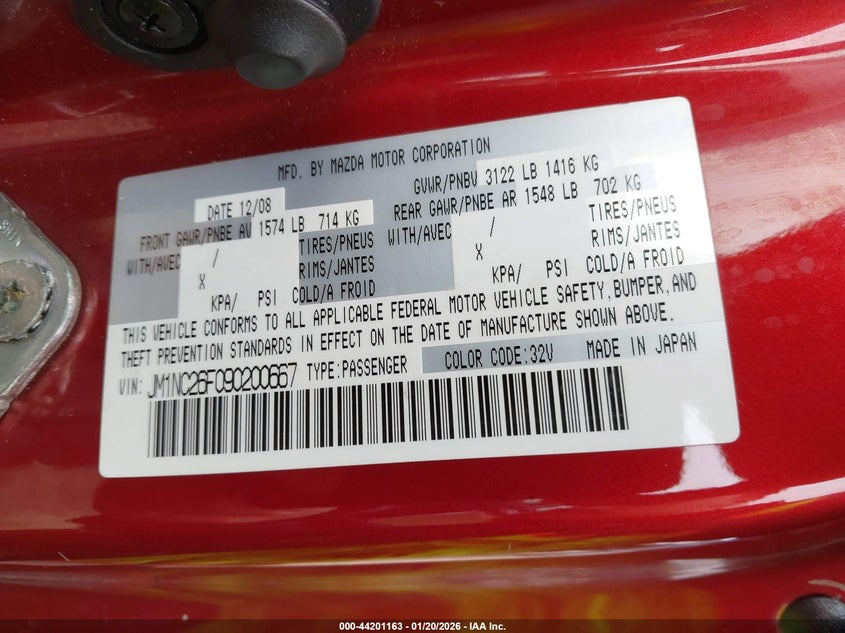 MFD. BY MAZDA MOTOR CORPORATION
DATE 12/08
GVWR/PNBV 3122 LB 1416 KG
FRONT GAWR/PNBE AV 1574 LB 714 KG
REAR GAWR/PNBE AR 1548 LB 702 KG
WITH/AVEC / TIRES/PNEUS
X RIMS/JANTES
KPA/ PSI COLD/A FROID
WITH/AVEC / TIRES/PNEUS
X RIMS/JANTES
KPA/ PSI COLD/A FROID
THIS VEHICLE CONFORMS TO ALL APPLICABLE FEDERAL MOTOR VEHICLE SAFETY, BUMPER, AND
THEFT PREVENTION STANDARDS IN EFFECT ON THE DATE OF MANUFACTURE SHOWN ABOVE.
VIN: JM1NC26F090200667 TYPE:PASSENGER COLOR CODE:32V MADE IN JAPAN
000-44201163 - 01/20/2026 - IAA Inc.